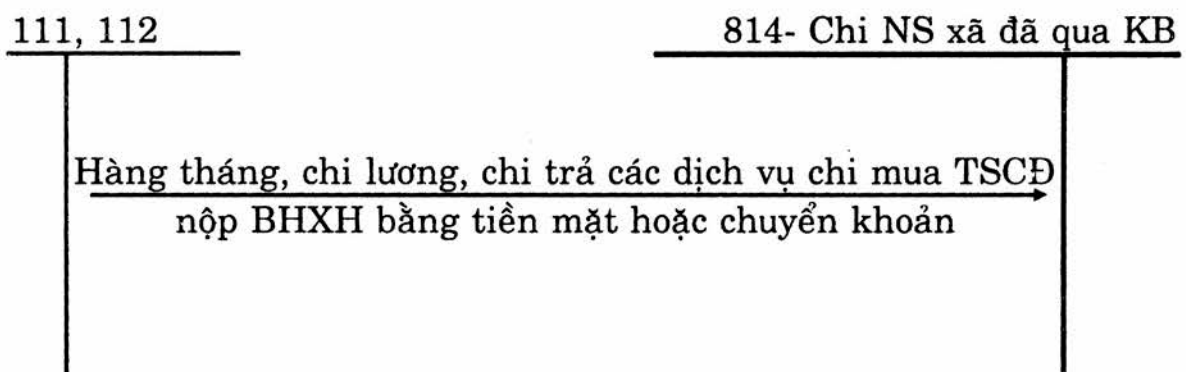 111, 112
814- Chi NS xã đã qua KB
Hàng tháng, chi lương, chi trả các dịch vụ chi mua TSCĐ
nộp BHXH bằng tiền mặt hoặc chuyển khoản